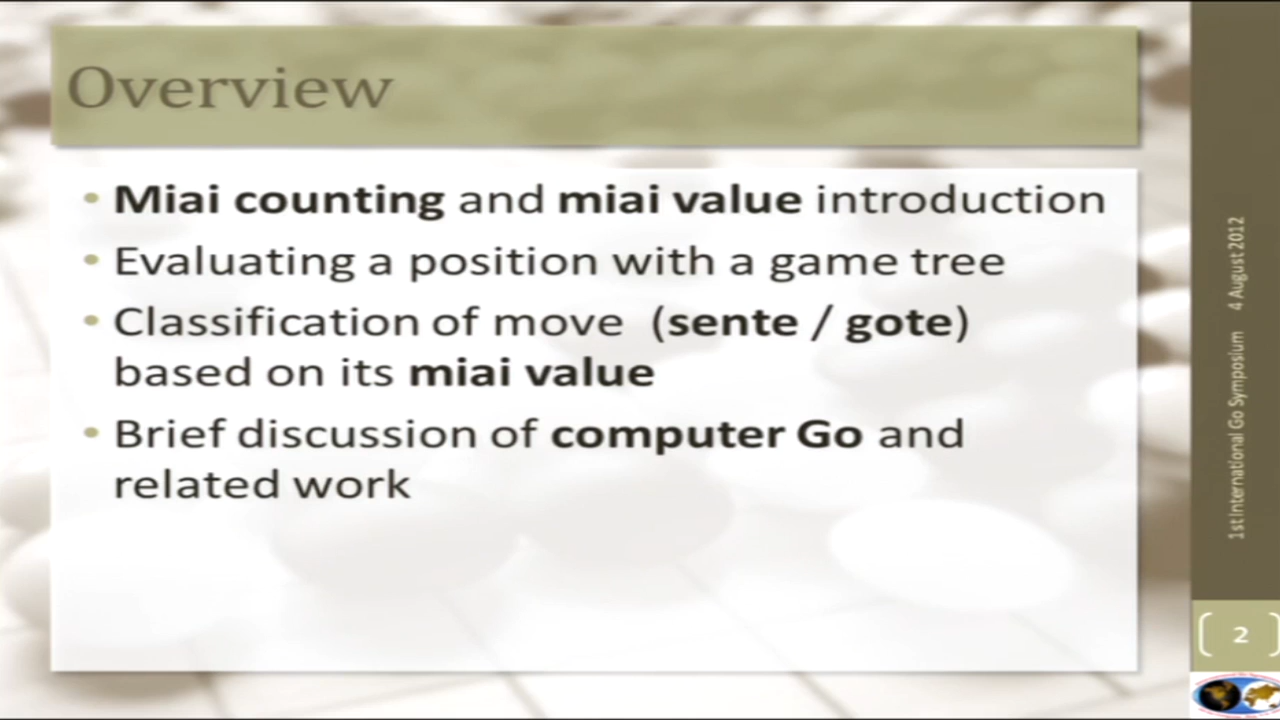 Overview
• Miai counting and miai value introduction
• Evaluating a position with a game tree
• Classification of move (sente / gote)
based on its miai value
• Brief discussion of computer Go and
related work
1st International Go Symposium 4 August 2012
2